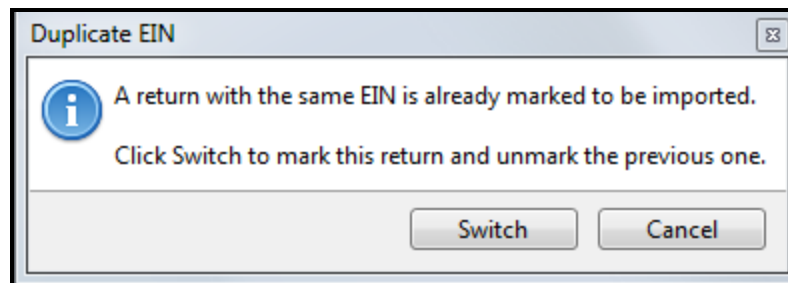 Duplicate EIN
A return with the same EIN is already marked to be imported.
Click Switch to mark this return and unmark the previous one.
Switch
Cancel